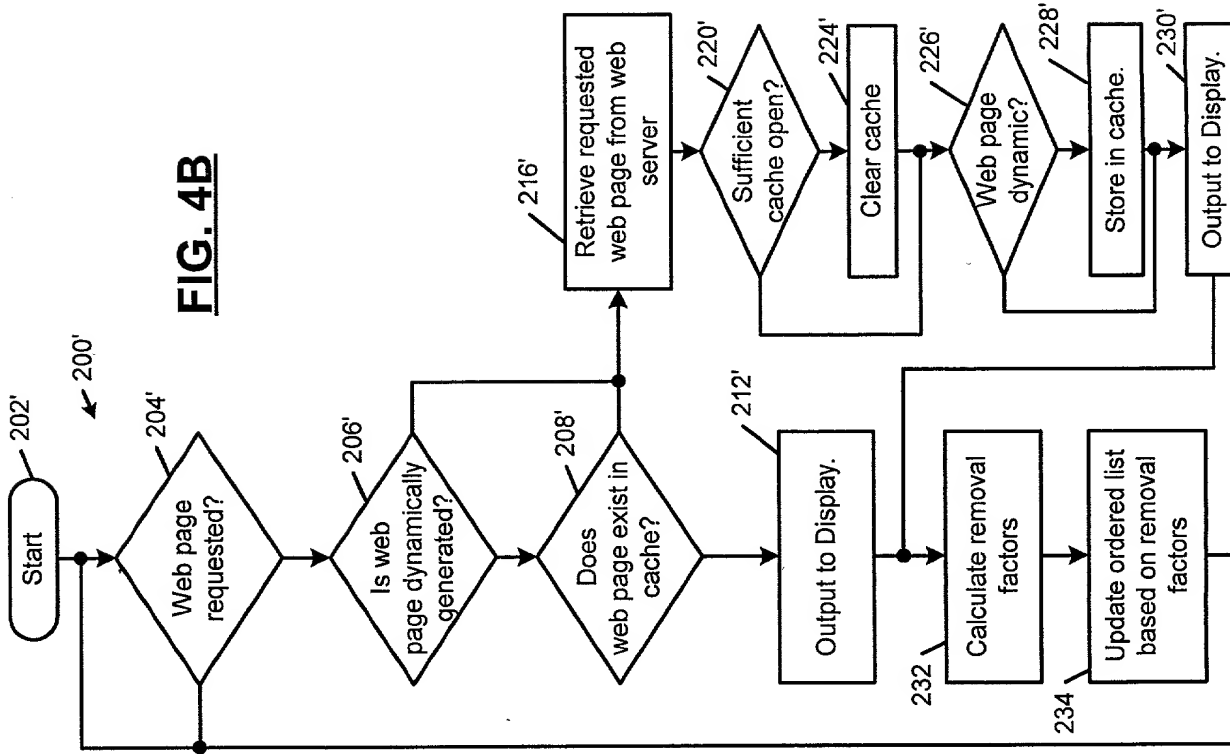 FIG. 4B
200'
202'
Start
204'
Web page
requested?
206'
Is web
page dynamically
generated?
208'
Does
web page exist in
cache?
212'
Output to Display.
232
Calculate removal
factors
234
Update ordered list
based on removal
factors
216'
Retrieve requested
web page from web
server
220'
Sufficient
cache open?
224'
Clear cache
226'
Web page
dynamic?
228'
Store in cache.
230'
Output to Display.